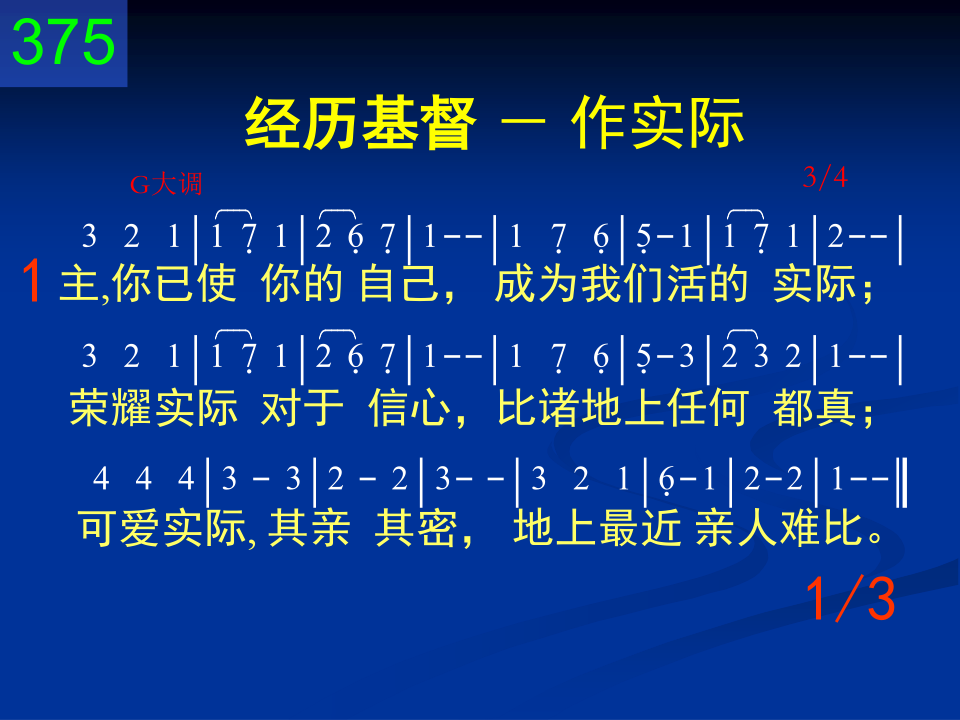 375
经历基督 － 作实际
G大调 3/4
3 2 1|1 7̣ 1|2 6̣ 7̣|1--|1 7̣ 6̣|5̣-1|1 7̣ 1|2--|
1 主,你已使 你的 自己， 成为我们活的 实际；
3 2 1|1 7̣ 1|2 6̣ 7̣|1--|1 7̣ 6̣|5̣-3|2 3 2|1--|
荣耀实际 对于 信心，比诸地上任何 都真；
4 4 4|3 - 3|2 - 2|3--|3 2 1|6̣-1|2-2|1--‖
可爱实际, 其亲 其密， 地上最近 亲人难比。
1/3